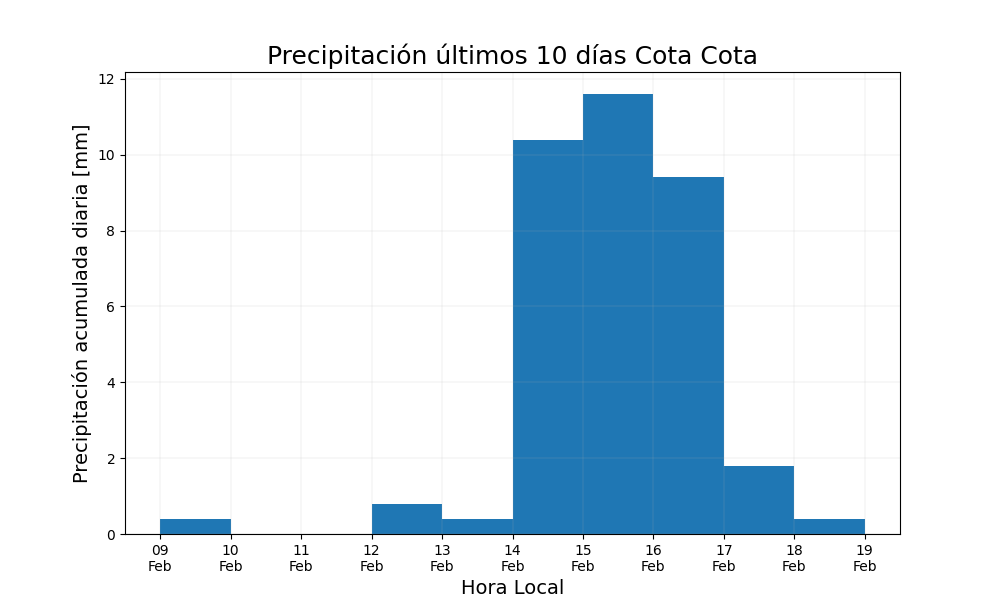 Precipitación últimos 10 días Cota Cota
Precipitación acumulada diaria [mm]
12
10
8
6
4
2
0
09 10 11 12 13 14 15 16 17 18 19
Feb Feb Feb Feb Feb Feb Feb Feb Feb Feb Feb
Hora Local